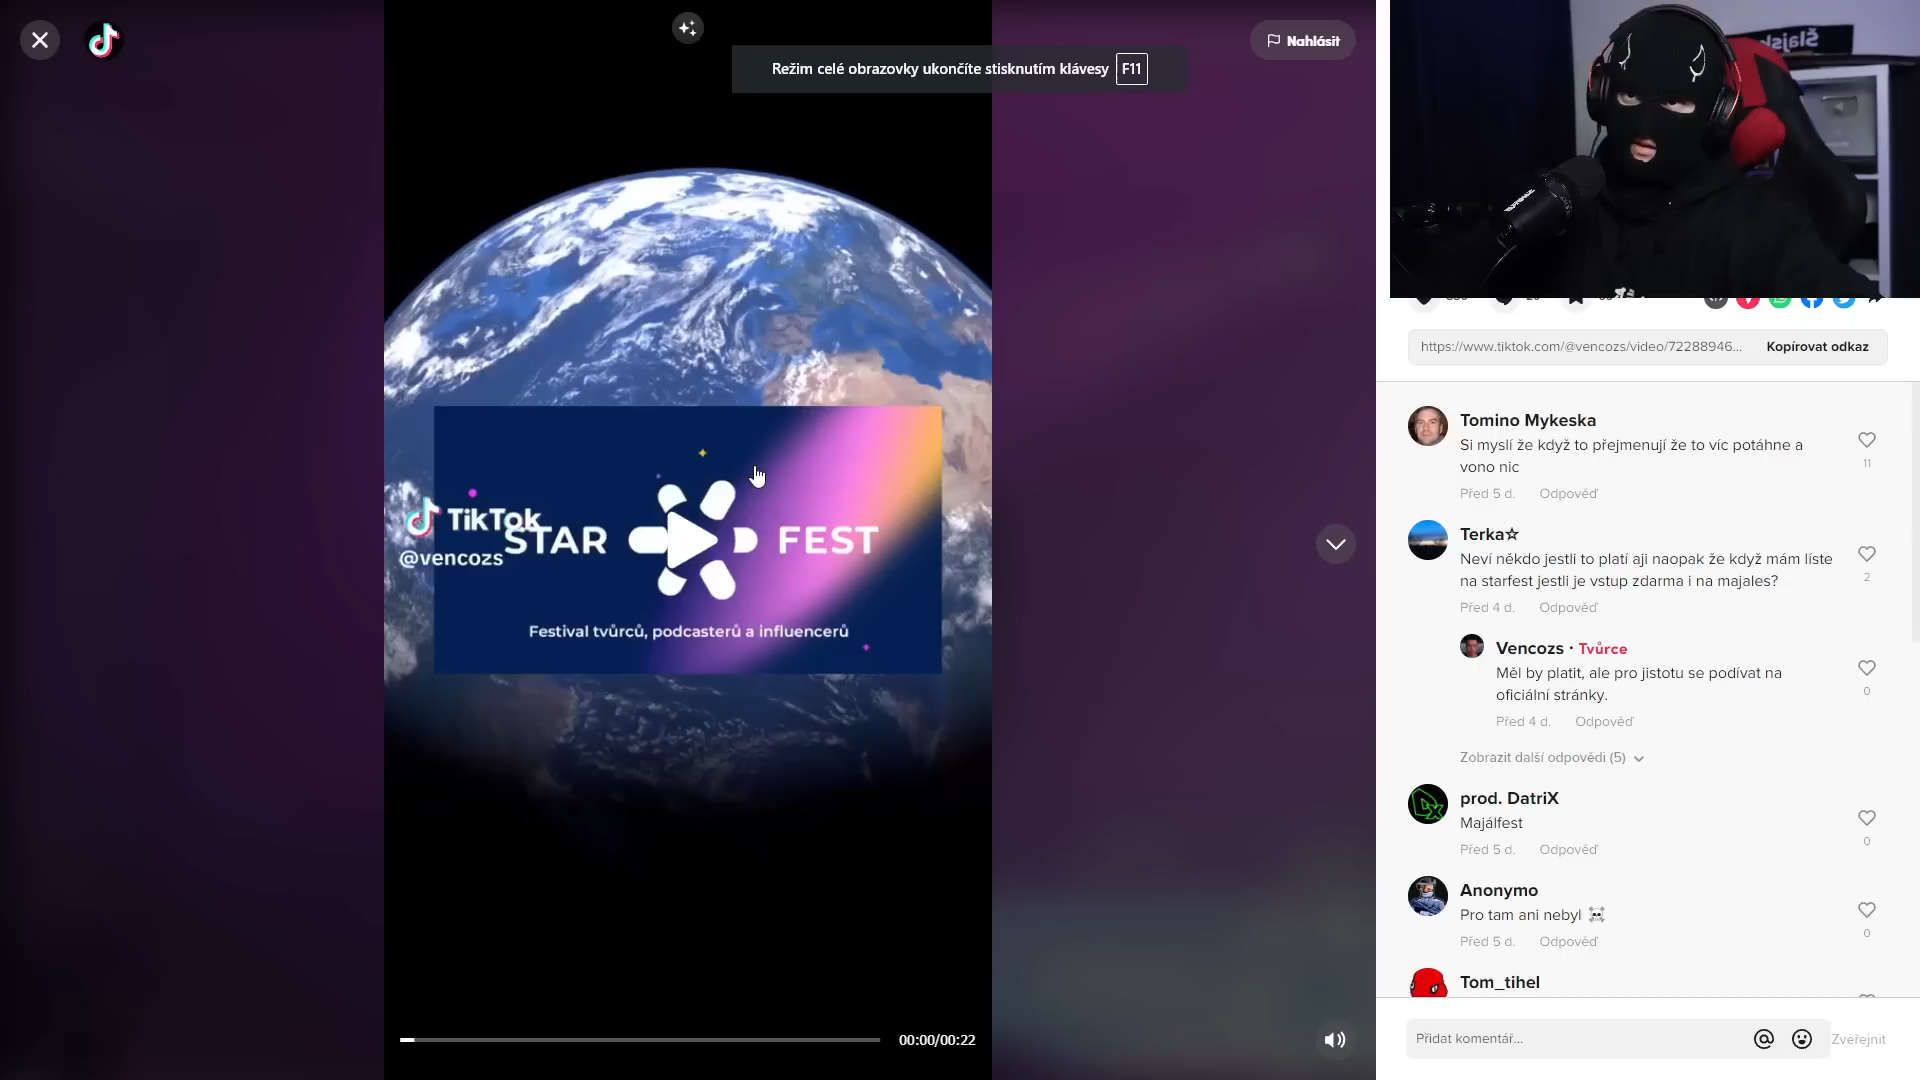 Nahlásit
Režim celé obrazovky ukončíte stisknutím klávesy F11
TikTok
@vencozs
STAR FEST
Festival tvůrců, podcasterů a influencerů
00:00/00:22
https://www.tiktok.com/@vencozs/video/72288946...
Kopírovat odkaz
Tomino Mykeska
Si myslí že když to přejmenují že to víc potáhne a
vono nic
11
Před 5 d. Odpověď
Terka☆
Neví někdo jestli to platí aji naopak že když mám líste
na starfest jestli je vstup zdarma i na majales?
2
Před 4 d. Odpověď
Vencozs · Tvůrce
Měl by platit, ale pro jistotu se podívat na
oficiální stránky.
0
Před 4 d. Odpověď
Zobrazit další odpovědi (5)
prod. DatriX
Majálfest
0
Před 5 d. Odpověď
Anonymo
Pro tam ani nebyl ☠
0
Před 5 d. Odpověď
Tom_tihel
Přidat komentář...
Zveřejnit